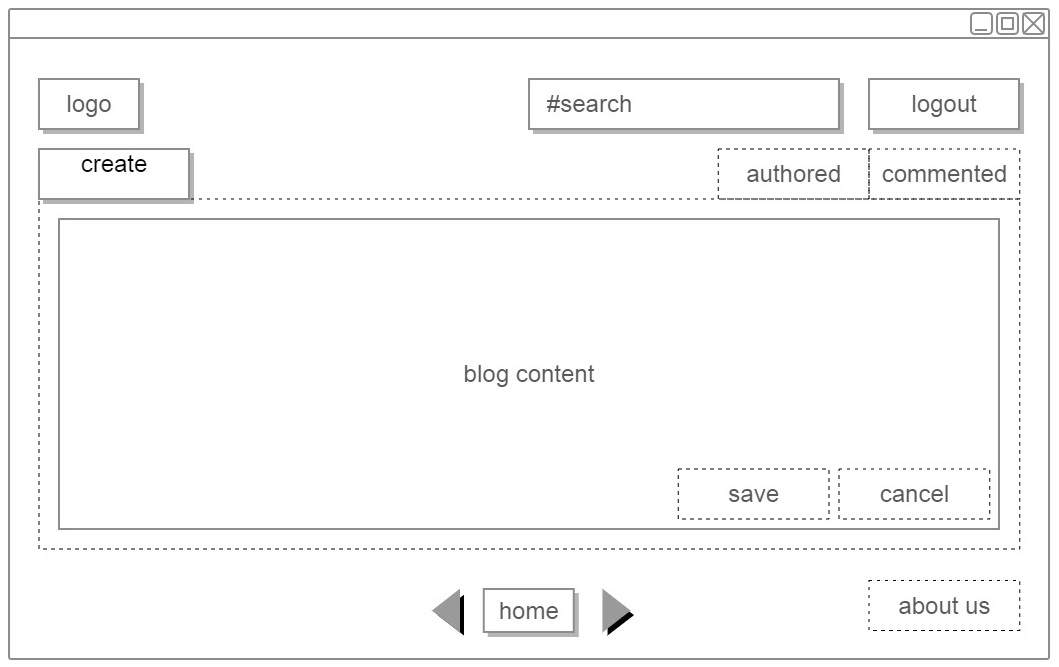 logo
#search
logout
create
authored
commented
blog content
save
cancel
home
about us